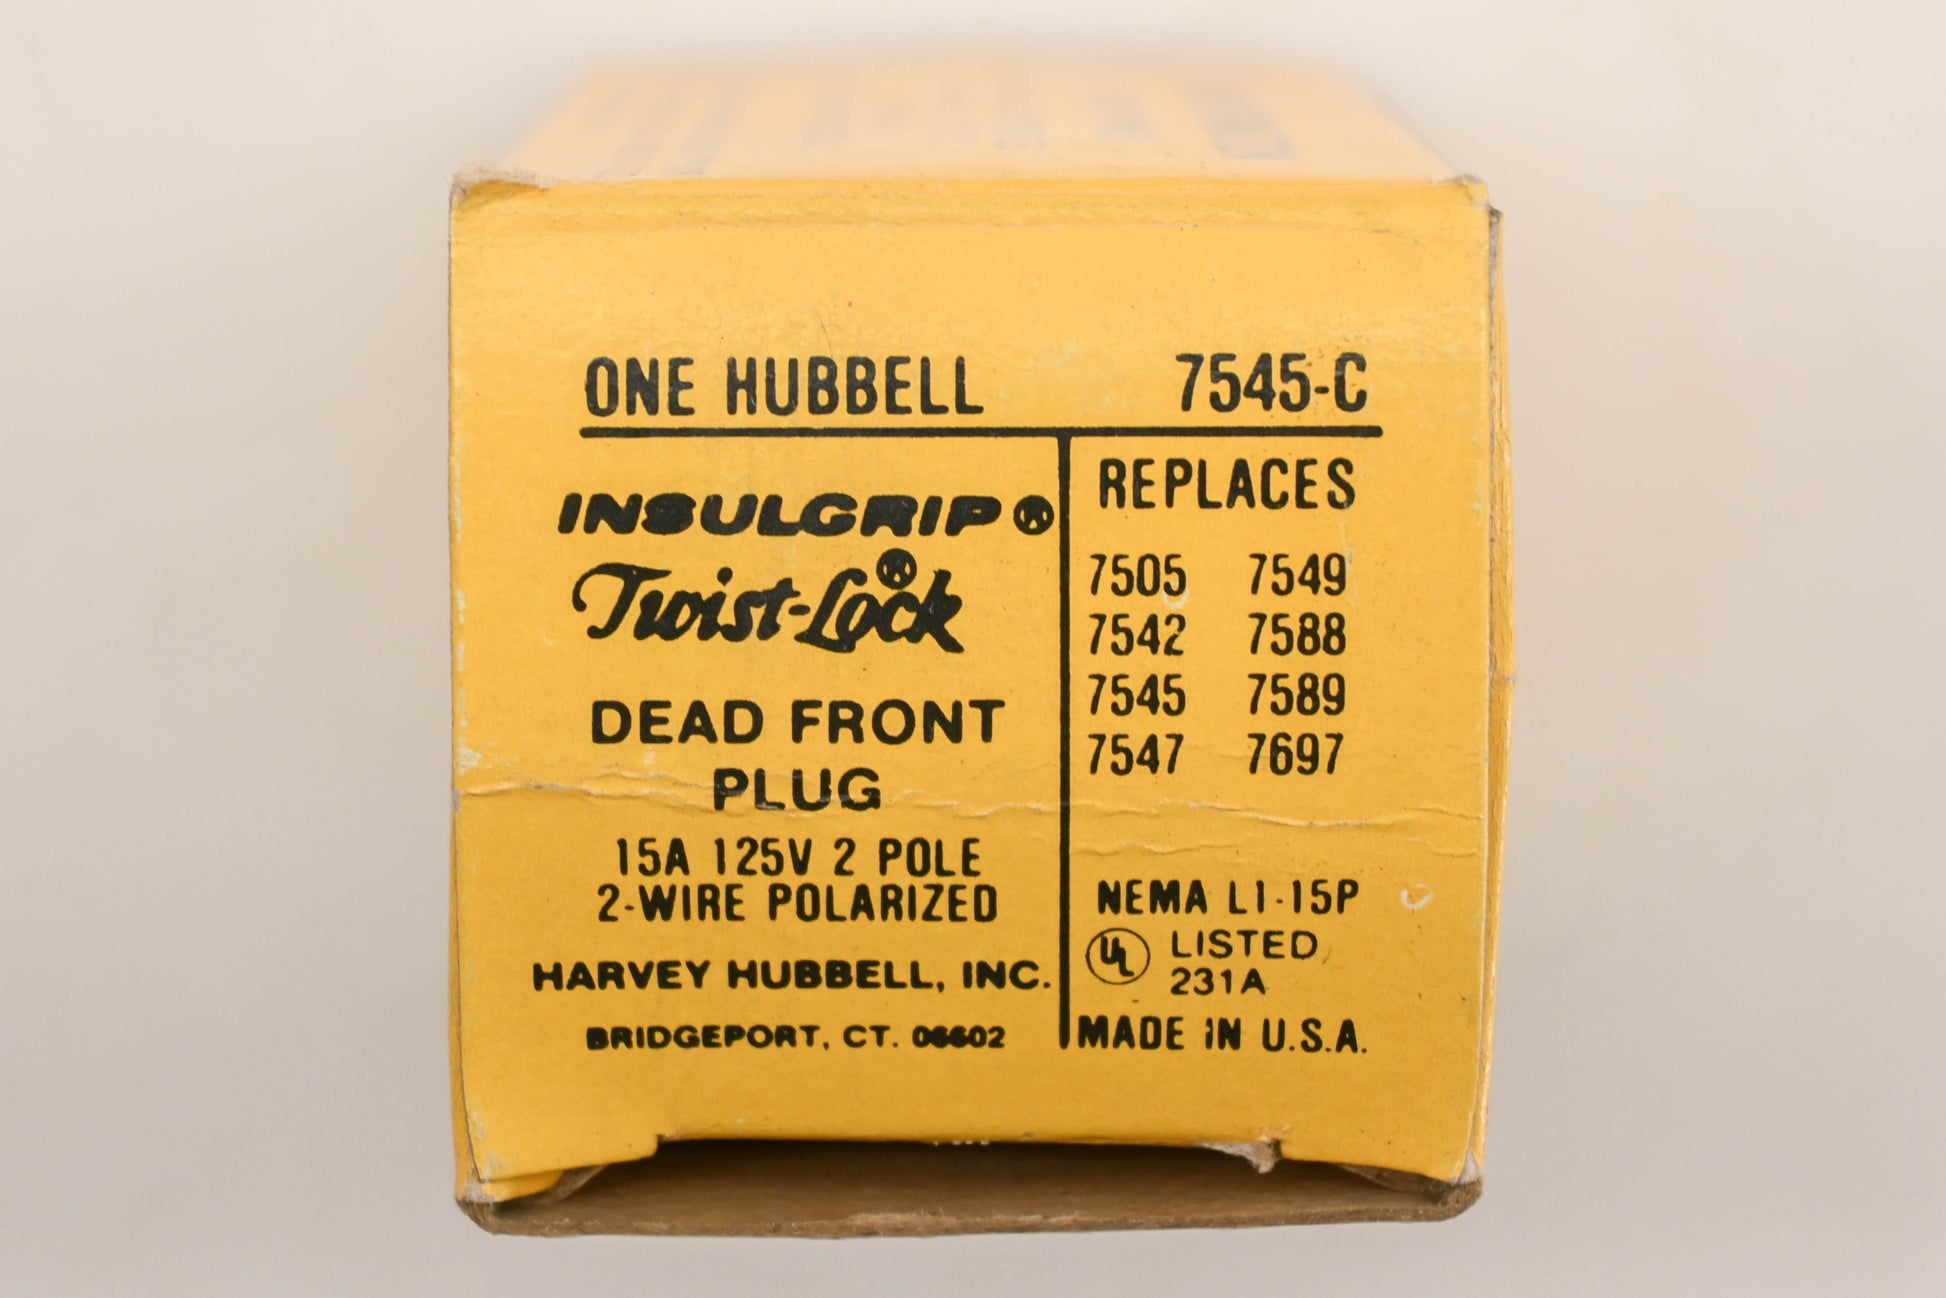 ONE HUBBELL 7545-C
INSULGRIP®
Twist-Lock®
DEAD FRONT
PLUG
15A 125V 2 POLE
2-WIRE POLARIZED
HARVEY HUBBELL, INC.
BRIDGEPORT, CT. 06602
REPLACES
7505 7549
7542 7588
7545 7589
7547 7697
NEMA L1-15P
UL LISTED
231A
MADE IN U.S.A.